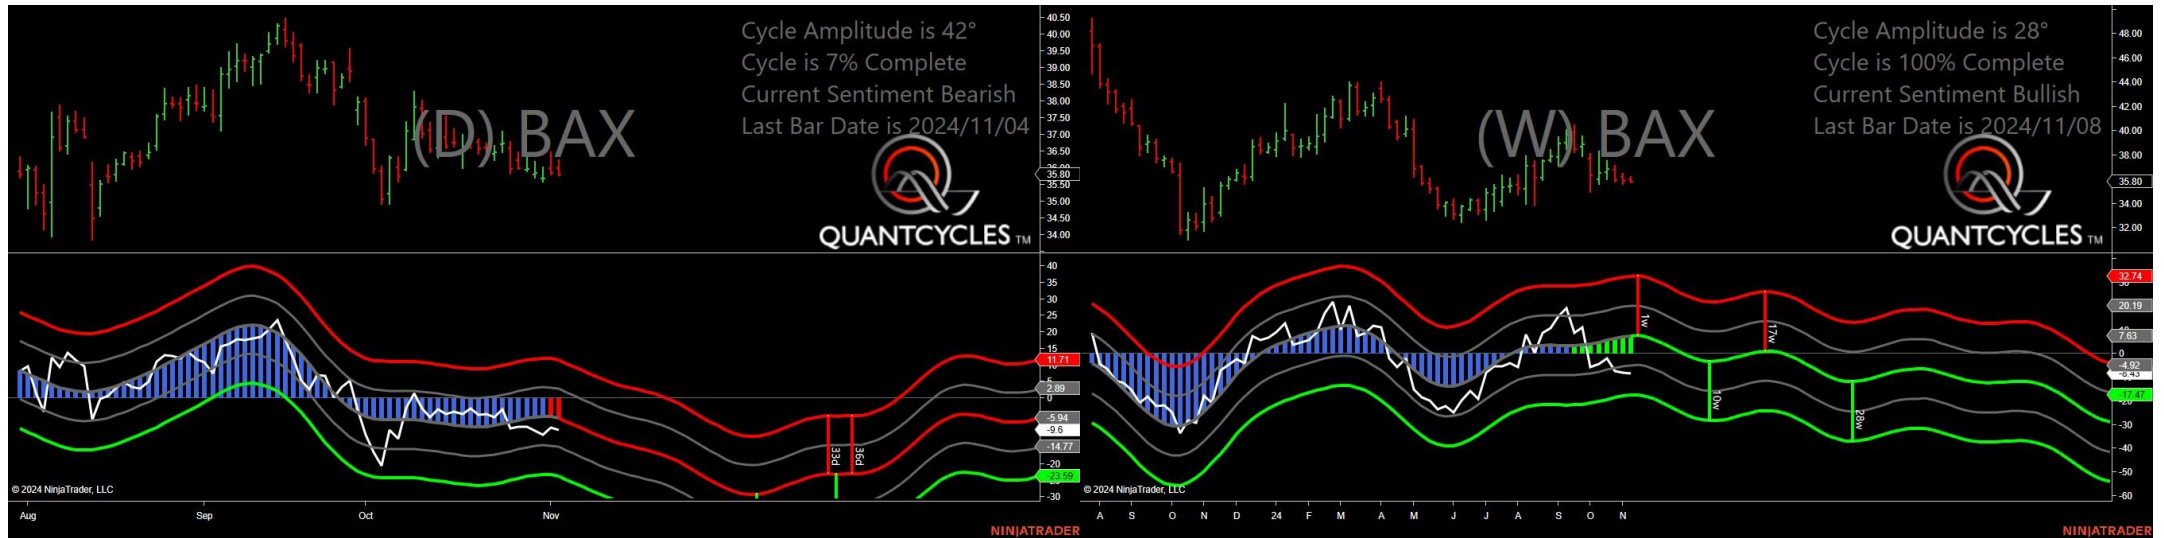 Cycle Amplitude is 42°
Cycle is 7% Complete
Current Sentiment Bearish
Last Bar Date is 2024/11/04
(D) BAX
QUANTCYCLES TM
40.50
40.00
39.50
39.00
38.50
38.00
37.50
37.00
36.50
35.80
35.50
35.00
34.50
34.00
40
35
30
25
20
15
11.71
2.89
0
-5.94
-9.6
-14.77
-20
-23.59
-30
33d
36d
© 2024 NinjaTrader, LLC
Aug Sep Oct Nov
NINJATRADER
Cycle Amplitude is 28°
Cycle is 100% Complete
Current Sentiment Bullish
Last Bar Date is 2024/11/08
(W) BAX
QUANTCYCLES TM
48.00
46.00
44.00
42.00
40.00
38.00
35.80
34.00
32.00
32.74
20.19
7.63
0
-4.92
-8.43
-17.47
-30
-40
-50
-60
1w
17w
10w
28w
© 2024 NinjaTrader, LLC
A S O N D 24 F M A M J J A S O N
NINJATRADER